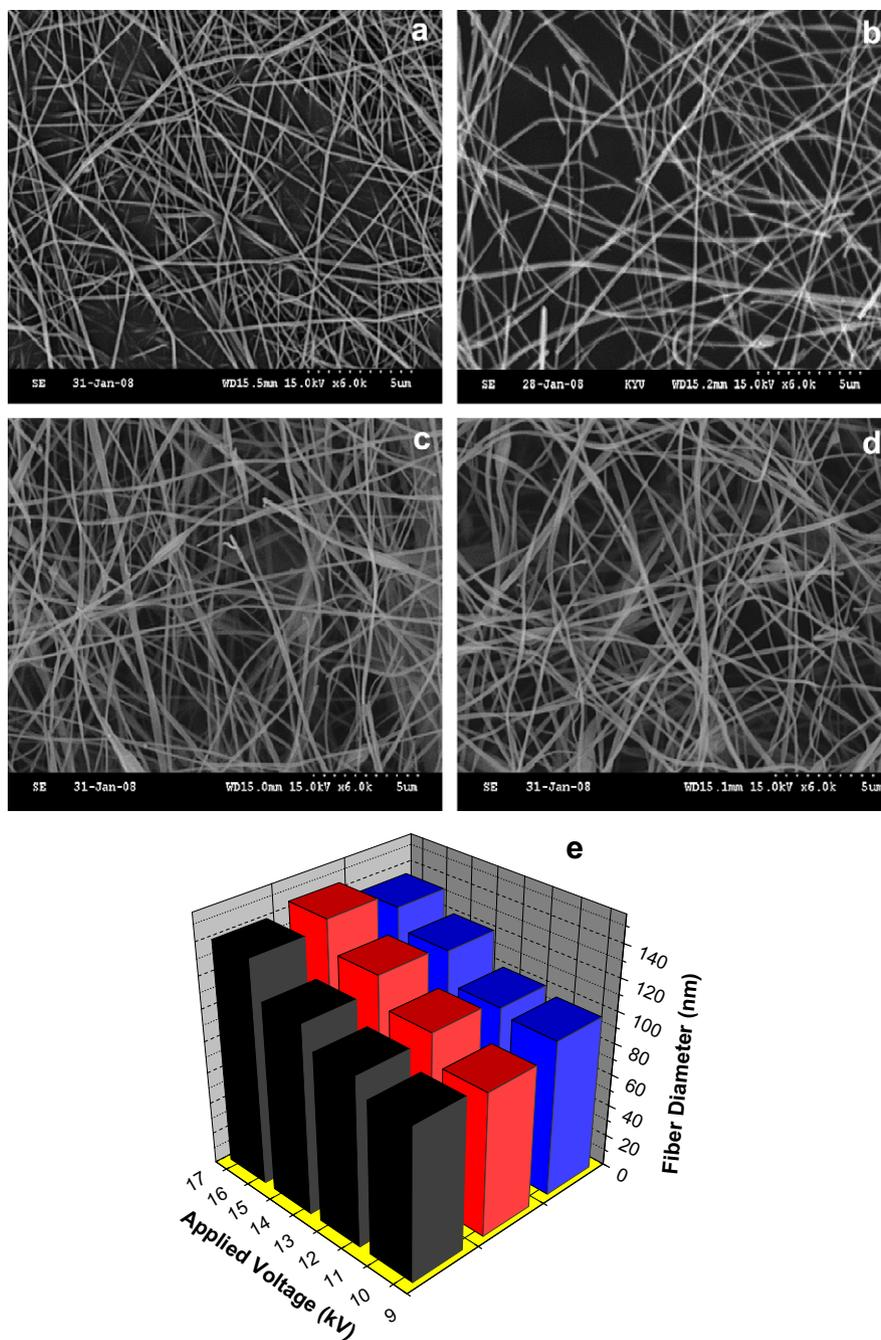 a
b
SE 31-Jan-08 WD15.5mm 15.0kV x6.0k 5um
SE 28-Jan-08 KYU WD15.2mm 15.0kV x6.0k 5um
c
d
SE 31-Jan-08 WD15.0mm 15.0kV x6.0k 5um
SE 31-Jan-08 WD15.1mm 15.0kV x6.0k 5um
e
140
120
100
80
60
40
20
0
Fiber Diameter (nm)
17
16
15
14
13
12
11
10
9
Applied Voltage (kV)